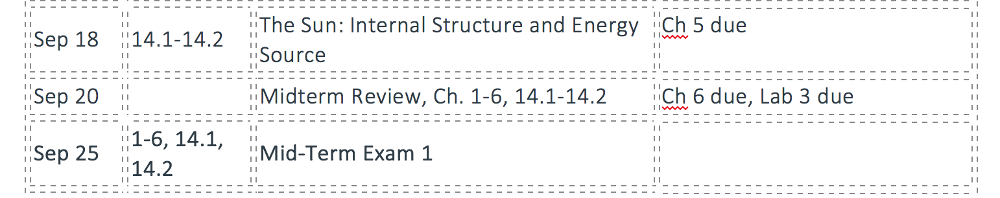 Sep 18
14.1-14.2
The Sun: Internal Structure and Energy
Source
Ch 5 due
Sep 20
Midterm Review, Ch. 1-6, 14.1-14.2
Ch 6 due, Lab 3 due
Sep 25
1-6, 14.1,
14.2
Mid-Term Exam 1